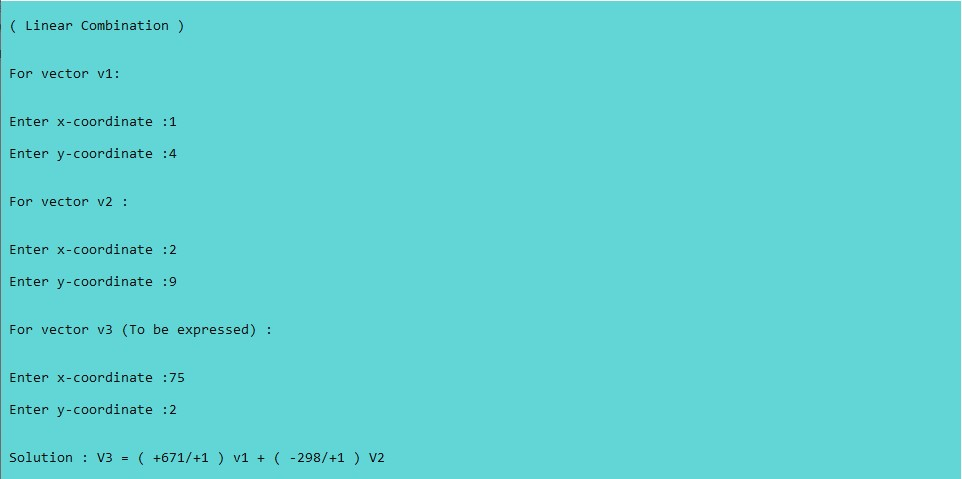 ( Linear Combination )
For vector v1:
Enter x-coordinate :1
Enter y-coordinate :4
For vector v2 :
Enter x-coordinate :2
Enter y-coordinate :9
For vector v3 (To be expressed) :
Enter x-coordinate :75
Enter y-coordinate :2
Solution : V3 = ( +671/+1 ) v1 + ( -298/+1 ) V2